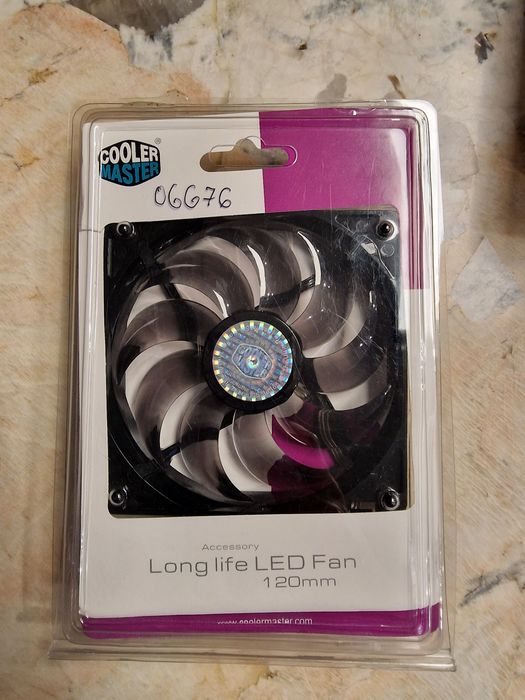 COOLER
MASTER
®
06676
Accessory
Long life LED Fan
120mm
www.coolermaster.com